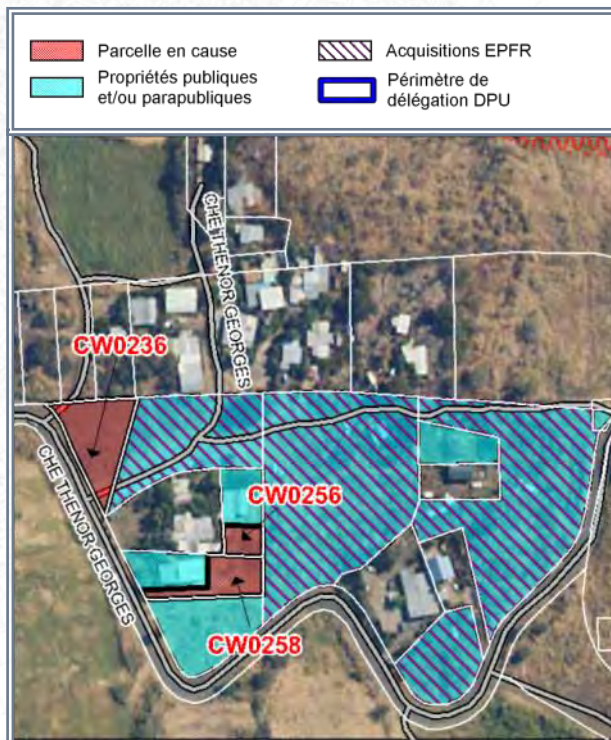 Parcelle en cause
Propriétés publiques
et/ou parapubliques
Acquisitions EPFR
Périmètre de
délégation DPU
CHE THENOR GEORGES
CW0236
CHE THENOR GEORGES
CW0256
CW0258